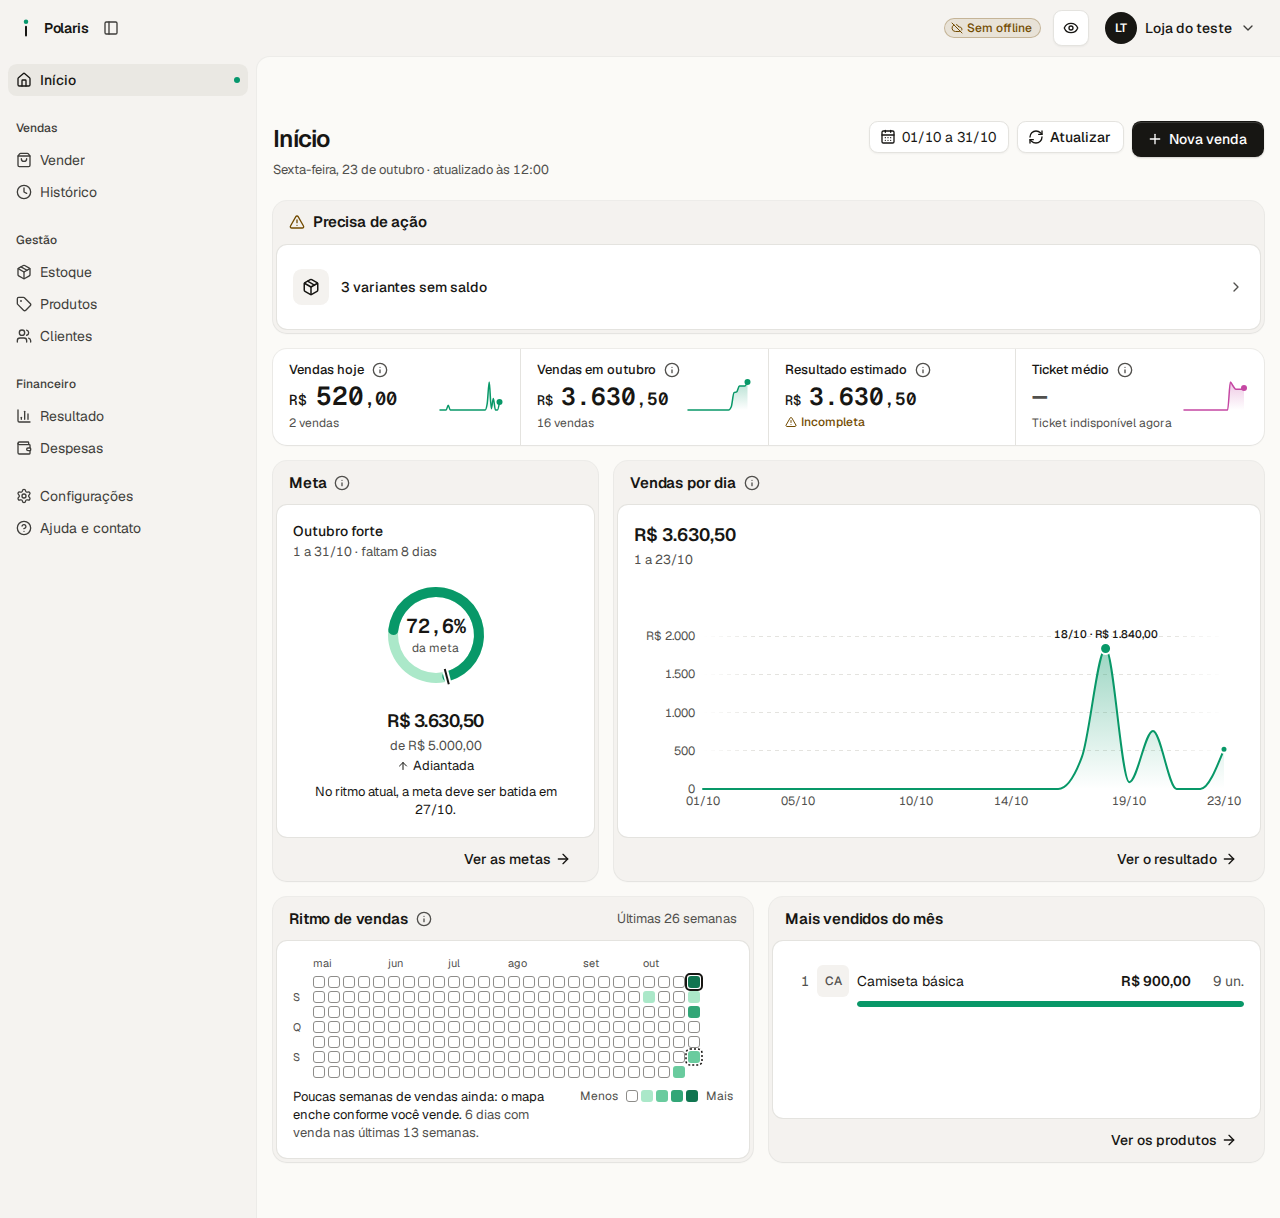 Polaris
Sem offline
LT
Loja do teste
Início
Vendas
Vender
Histórico
Gestão
Estoque
Produtos
Clientes
Financeiro
Resultado
Despesas
Configurações
Ajuda e contato
Início
Sexta-feira, 23 de outubro · atualizado às 12:00
01/10 a 31/10
Atualizar
Nova venda
Precisa de ação
3 variantes sem saldo
Vendas hoje
R$ 520,00
2 vendas
Vendas em outubro
R$ 3.630,50
16 vendas
Resultado estimado
R$ 3.630,50
Incompleta
Ticket médio
—
Ticket indisponível agora
Meta
Outubro forte
1 a 31/10 · faltam 8 dias
72,6%
da meta
R$ 3.630,50
de R$ 5.000,00
Adiantada
No ritmo atual, a meta deve ser batida em
27/10.
Ver as metas
Vendas por dia
R$ 3.630,50
1 a 23/10
18/10 · R$ 1.840,00
R$ 2.000
1.500
1.000
500
0
01/10 05/10 10/10 14/10 19/10 23/10
Ver o resultado
Ritmo de vendas
Últimas 26 semanas
mai jun jul ago set out
S
Q
S
Poucas semanas de vendas ainda: o mapa
enche conforme você vende. 6 dias com
venda nas últimas 13 semanas.
Menos Mais
Mais vendidos do mês
1 CA Camiseta básica R$ 900,00 9 un.
Ver os produtos